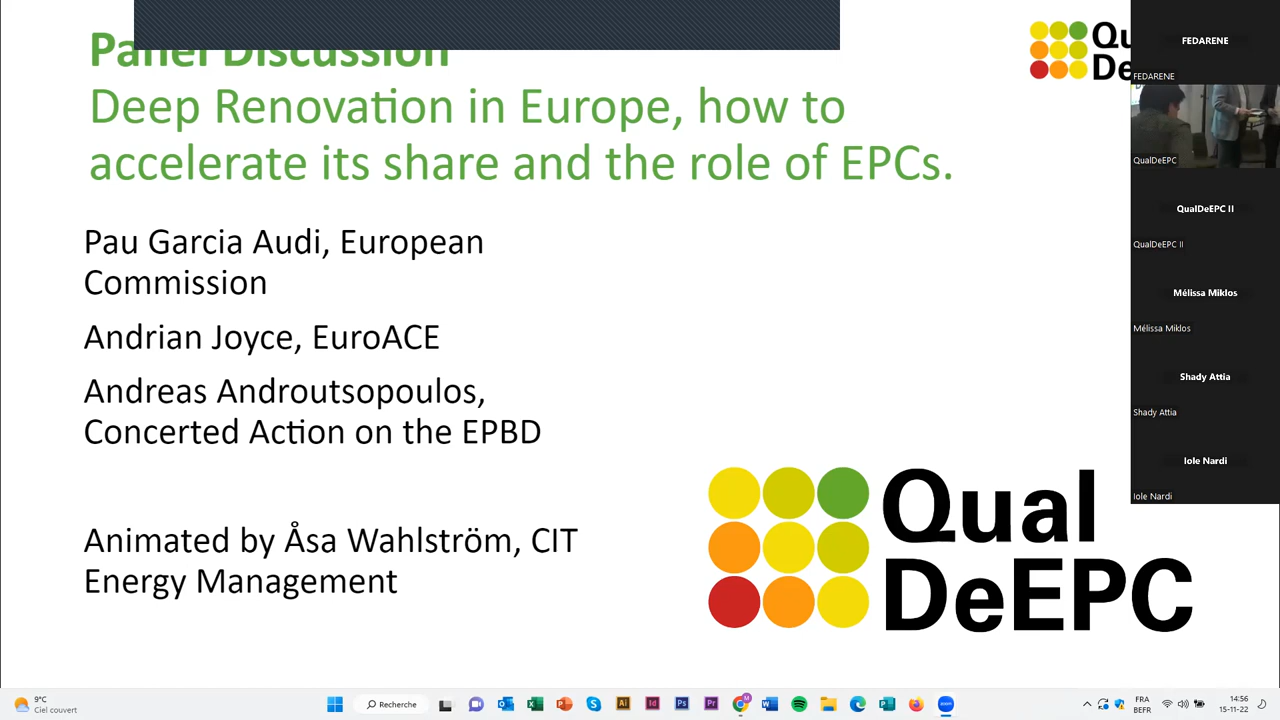 Panel Discussion
Deep Renovation in Europe, how to
accelerate its share and the role of EPCs.
Pau Garcia Audi, European
Commission
Andrian Joyce, EuroACE
Andreas Androutsopoulos,
Concerted Action on the EPBD
Animated by Åsa Wahlström, CIT
Energy Management
Qual
DeEPC
FEDARENE
FEDARENE
QualDeEPC
QualDeEPC II
QualDeEPC II
Mélissa Miklos
Mélissa Miklos
Shady Attia
Shady Attia
Iole Nardi
Iole Nardi
9°C
Ciel couvert
Recherche
FRA
BEFR
14:56
15-11-22